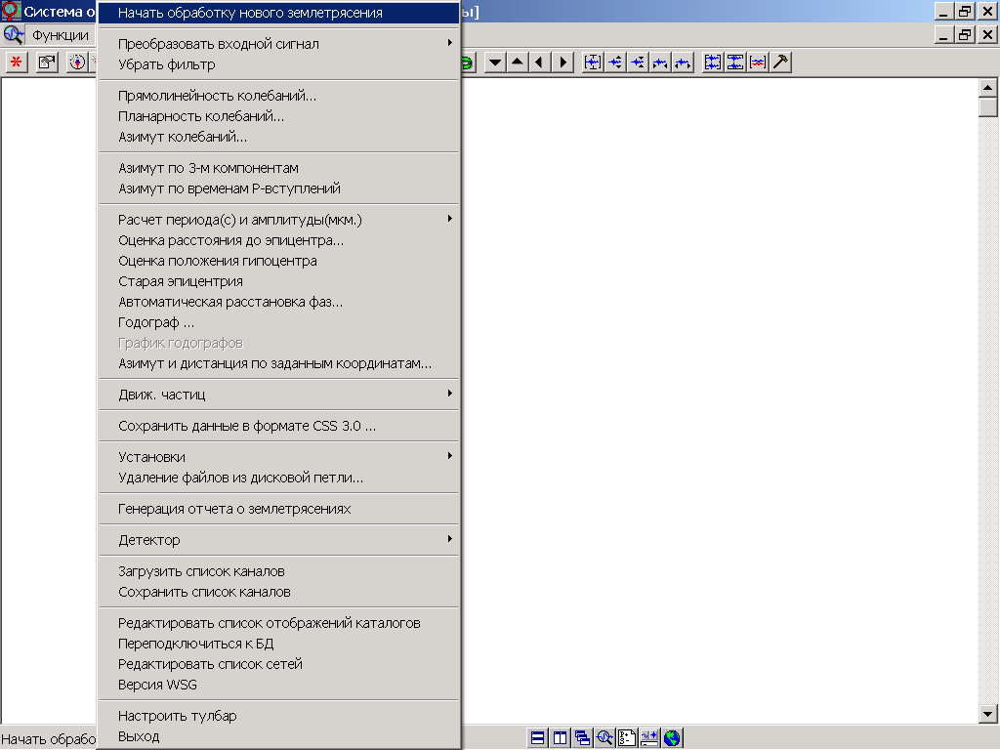 Система о
ы]
Функции
Начать обработку нового землетрясения
Преобразовать входной сигнал
Убрать фильтр
Прямолинейность колебаний...
Планарность колебаний...
Азимут колебаний...
Азимут по 3-м компонентам
Азимут по временам Р-вступлений
Расчет периода(с) и амплитуды(мкм.)
Оценка расстояния до эпицентра...
Оценка положения гипоцентра
Старая эпицентрия
Автоматическая расстановка фаз...
Годограф ...
График годографов
Азимут и дистанция по заданным координатам...
Движ. частиц
Сохранить данные в формате CSS 3.0 ...
Установки
Удаление файлов из дисковой петли...
Генерация отчета о землетрясениях
Детектор
Загрузить список каналов
Сохранить список каналов
Редактировать список отображений каталогов
Переподключиться к БД
Редактировать список сетей
Версия WSG
Настроить тулбар
Выход
Начать обрабо